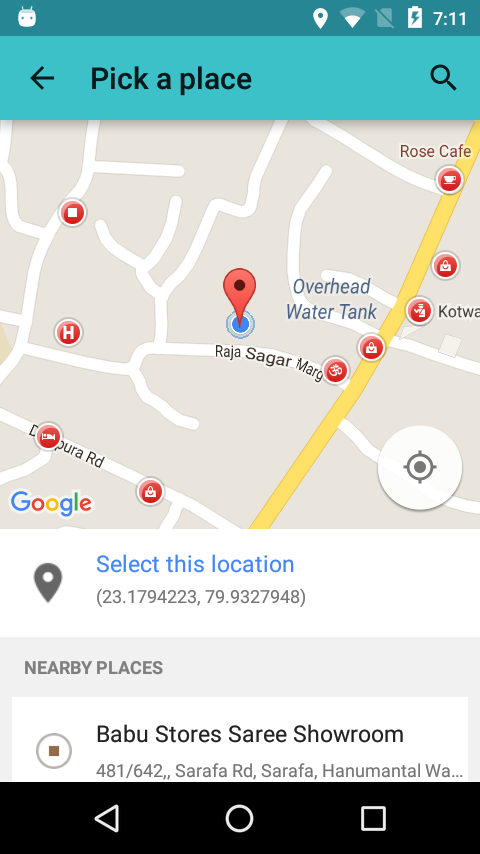 7:11
Pick a place
Rose Cafe
Overhead
Water Tank
Kotwa
Raja Sagar Marg
H
pura Rd
Google
Select this location
(23.1794223, 79.9327948)
NEARBY PLACES
Babu Stores Saree Showroom
481/642,, Sarafa Rd, Sarafa, Hanumantal Wa...